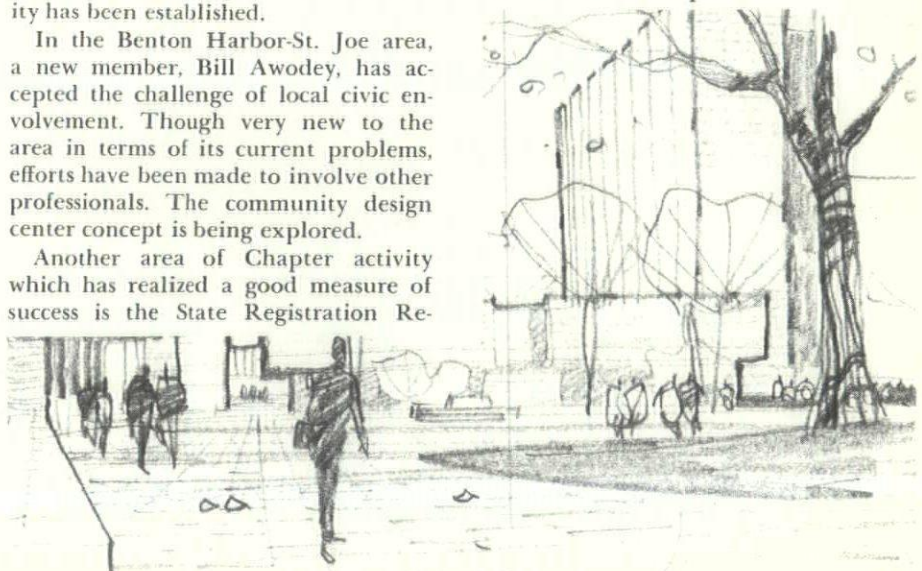 ity has been established.
In the Benton Harbor-St. Joe area,
a new member, Bill Awodey, has ac-
cepted the challenge of local civic en-
volvement. Though very new to the
area in terms of its current problems,
efforts have been made to involve other
professionals. The community design
center concept is being explored.
Another area of Chapter activity
which has realized a good measure of
success is the State Registration Re-